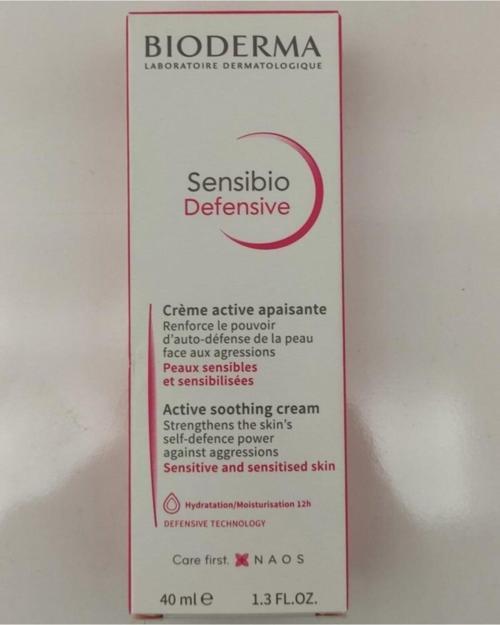 BIODERMA
LABORATOIRE DERMATOLOGIQUE
Sensibio
Defensive
Crème active apaisante
Renforce le pouvoir
d'auto-défense de la peau
face aux agressions
Peaux sensibles
et sensibilisées
Active soothing cream
Strengthens the skin's
self-defence power
against aggressions
Sensitive and sensitised skin
Hydratation/Moisturisation 12h
DEFENSIVE TECHNOLOGY
Care first. NAOS
40 ml ℮ 1.3 FL.OZ.